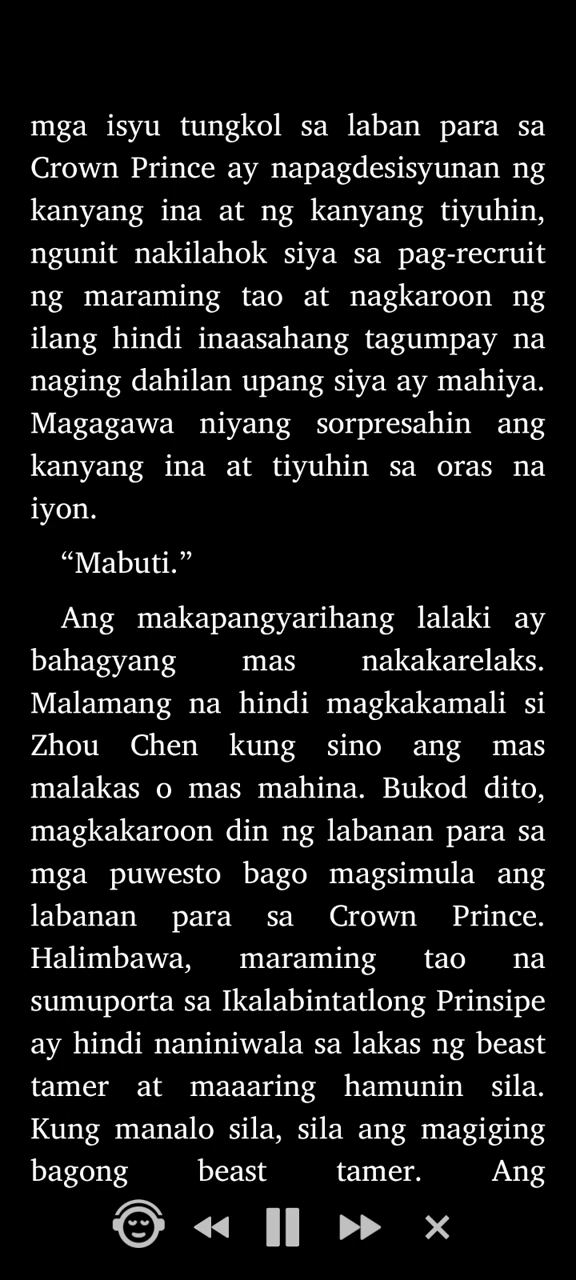 mga isyu tungkol sa laban para sa
Crown Prince ay napagdesisyunan ng
kanyang ina at ng kanyang tiyuhin,
ngunit nakilahok siya sa pag-recruit
ng maraming tao at nagkaroon ng
ilang hindi inaasahang tagumpay na
naging dahilan upang siya ay mahiya.
Magagawa niyang sorpresahin ang
kanyang ina at tiyuhin sa oras na
iyon.
“Mabuti.”
Ang makapangyarihang lalaki ay
bahagyang mas nakakarelaks.
Malamang na hindi magkakamali si
Zhou Chen kung sino ang mas
malakas o mas mahina. Bukod dito,
magkakaroon din ng labanan para sa
mga puwesto bago magsimula ang
labanan para sa Crown Prince.
Halimbawa, maraming tao na
sumuporta sa Ikalabintatlong Prinsipe
ay hindi naniniwala sa lakas ng beast
tamer at maaaring hamunin sila.
Kung manalo sila, sila ang magiging
bagong beast tamer. Ang